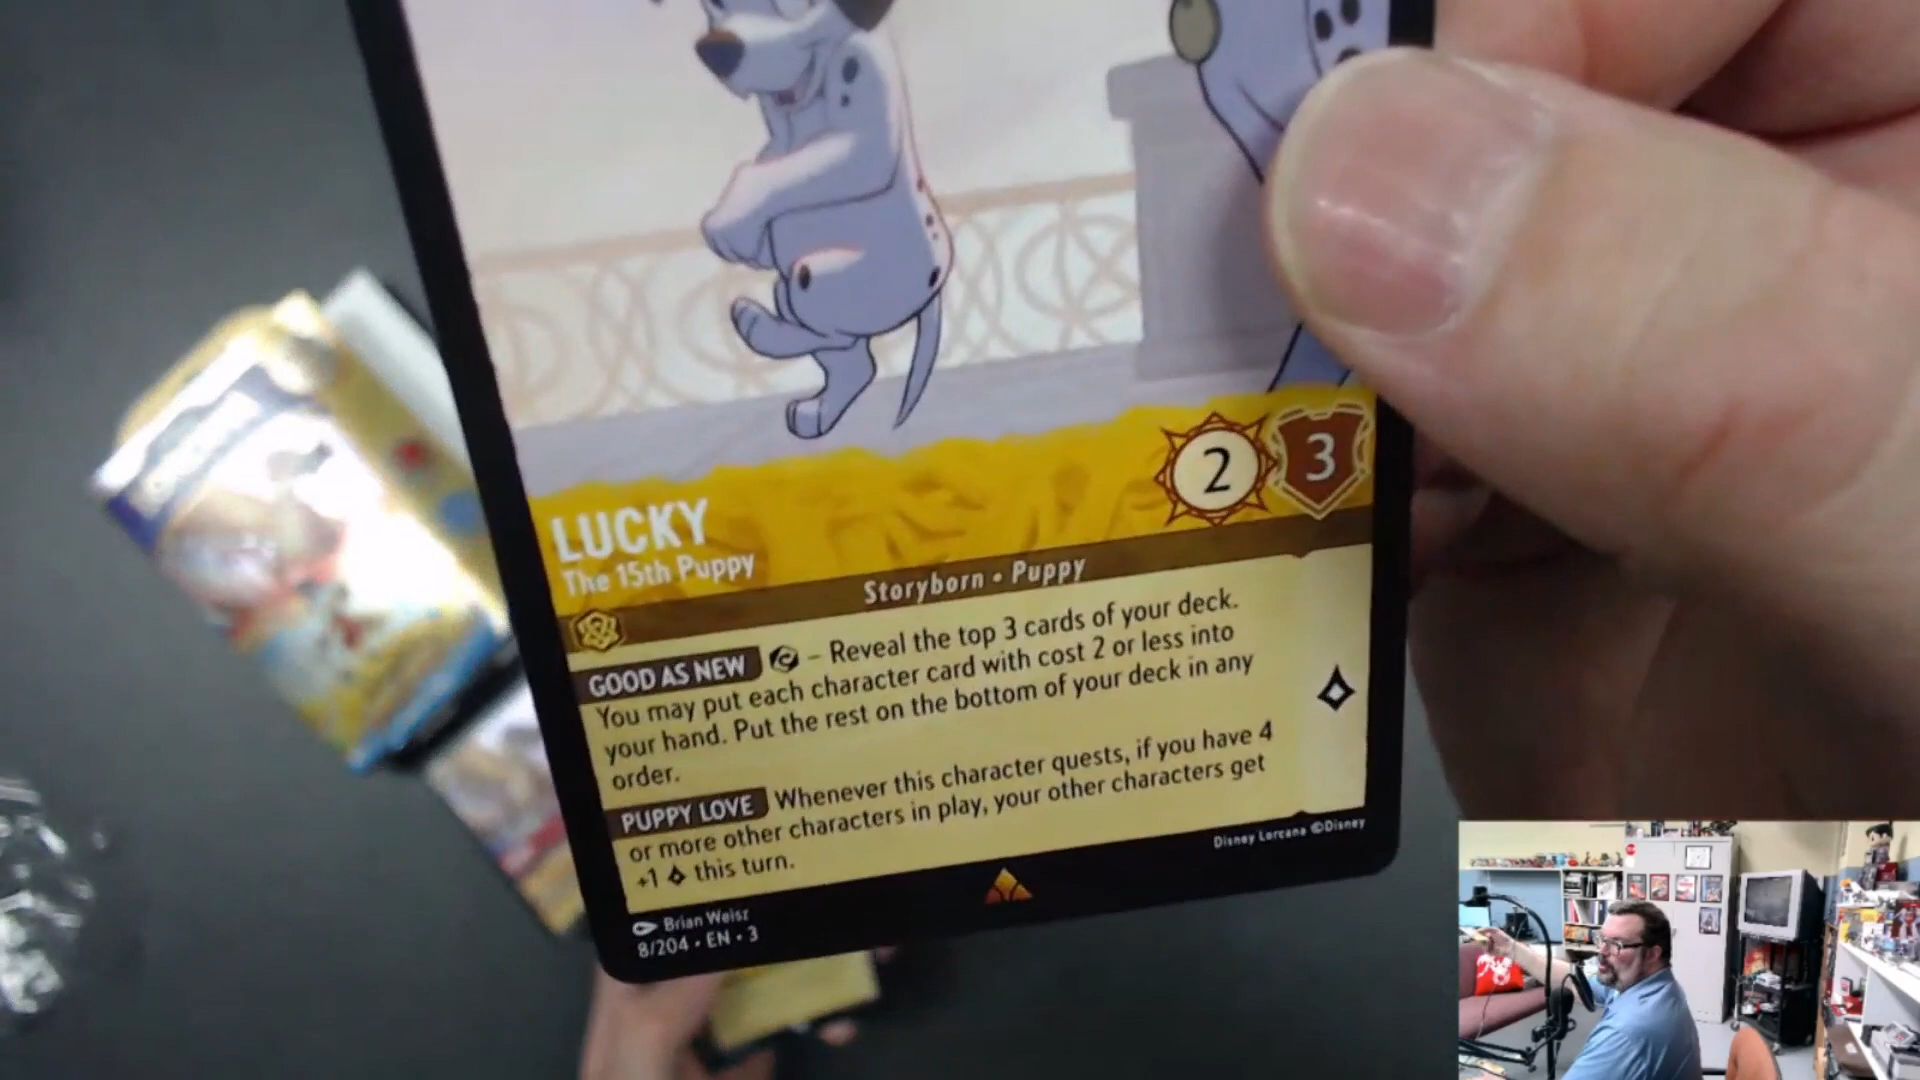 2
3
LUCKY
The 15th Puppy
Storyborn • Puppy
GOOD AS NEW – Reveal the top 3 cards of your deck.
You may put each character card with cost 2 or less into
your hand. Put the rest on the bottom of your deck in any
order.
PUPPY LOVE Whenever this character quests, if you have 4
or more other characters in play, your other characters get
+1 this turn.
Disney Lorcana ©Disney
Brian Weisz
8/204 • EN • 3